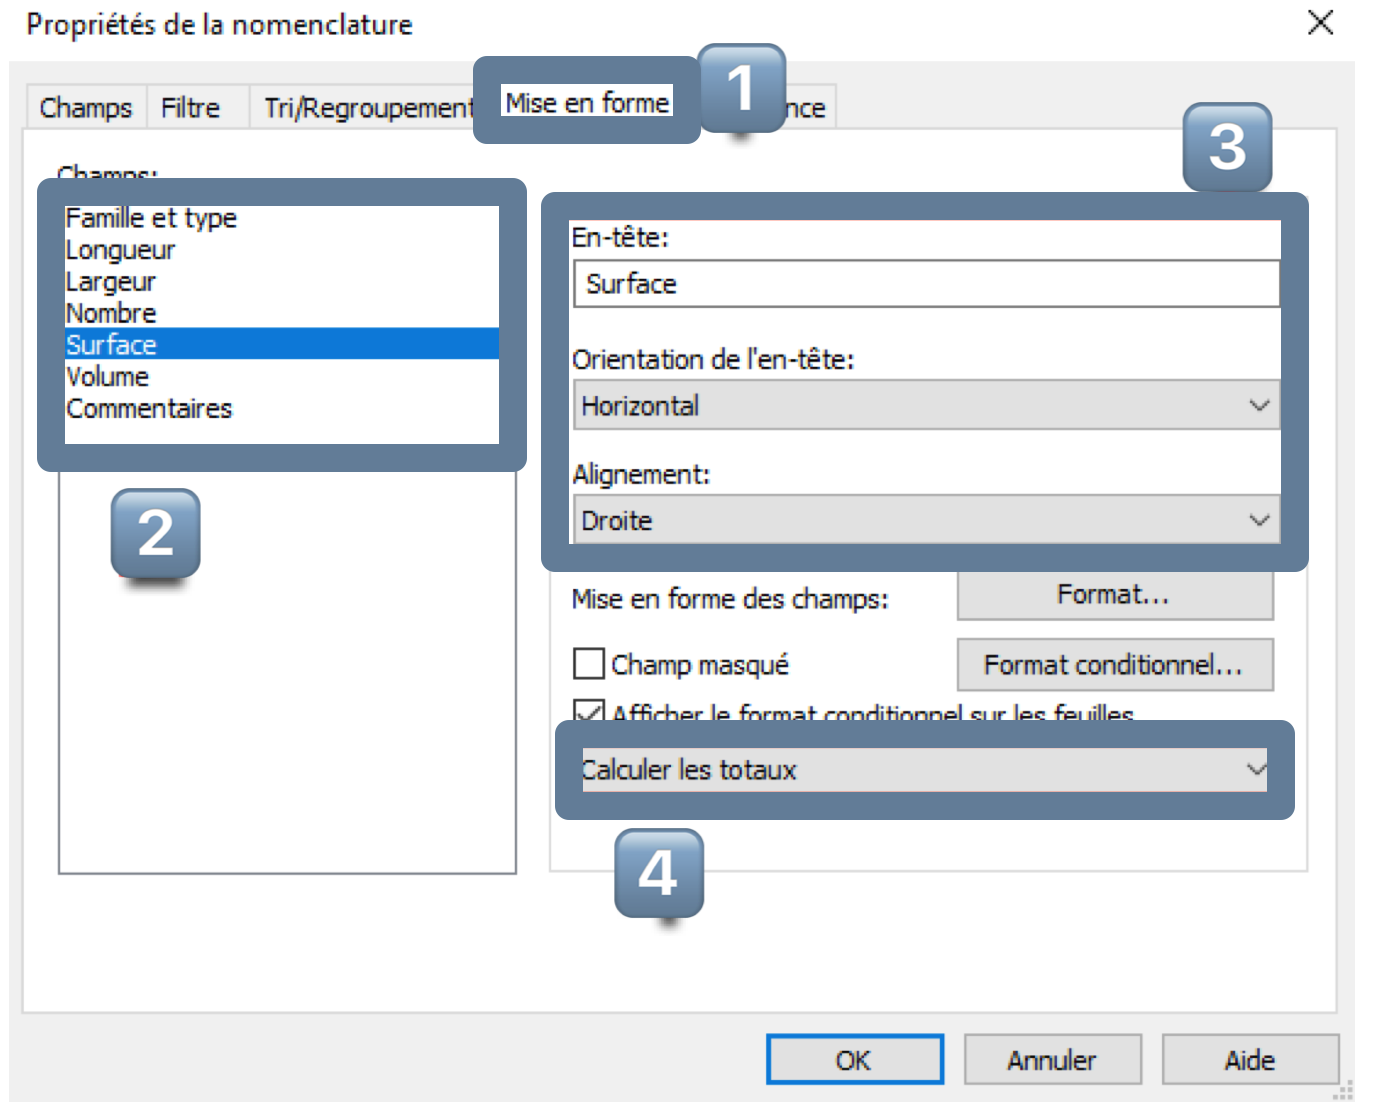 Propriétés de la nomenclature
Champs
Filtre
Tri/Regroupement
Mise en forme
1
nce
3
Champs:
Famille et type
Longueur
Largeur
Nombre
Surface
Volume
Commentaires
2
En-tête:
Surface
Orientation de l'en-tête:
Horizontal
Alignement:
Droite
Mise en forme des champs:
Format...
Champ masqué
Format conditionnel...
Afficher le format conditionnel sur les feuilles
Calculer les totaux
4
OK
Annuler
Aide